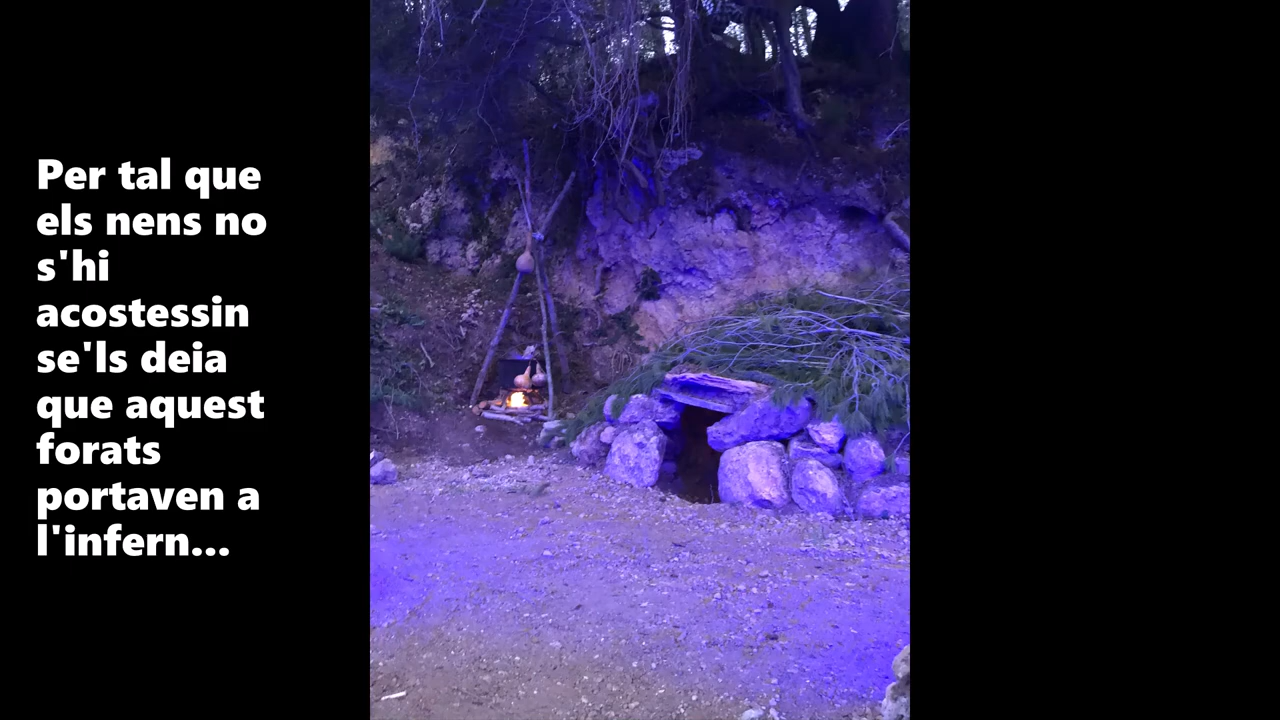 Per tal que
els nens no
s'hi
acostessin
se'ls deia
que aquest
forats
portaven a
l'infern...